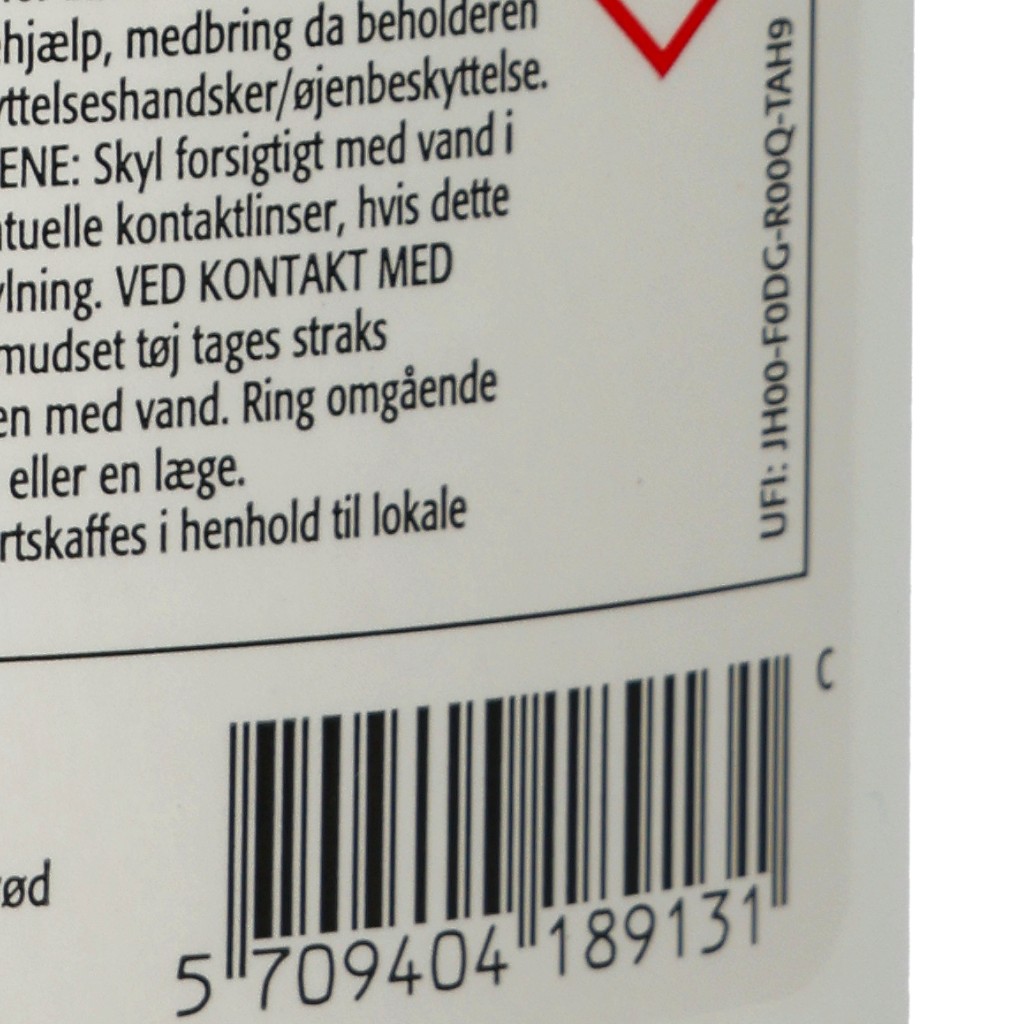 hjælp, medbring da beholderen
ttelseshandsker/øjenbeskyttelse.
ENE: Skyl forsigtigt med vand i
tuelle kontaktlinser, hvis dette
lning. VED KONTAKT MED
mudset tøj tages straks
en med vand. Ring omgående
eller en læge.
rtskaffes i henhold til lokale
UFI: JH00-F0DG-R00Q-TAH9
C
ød
5 709404 189131